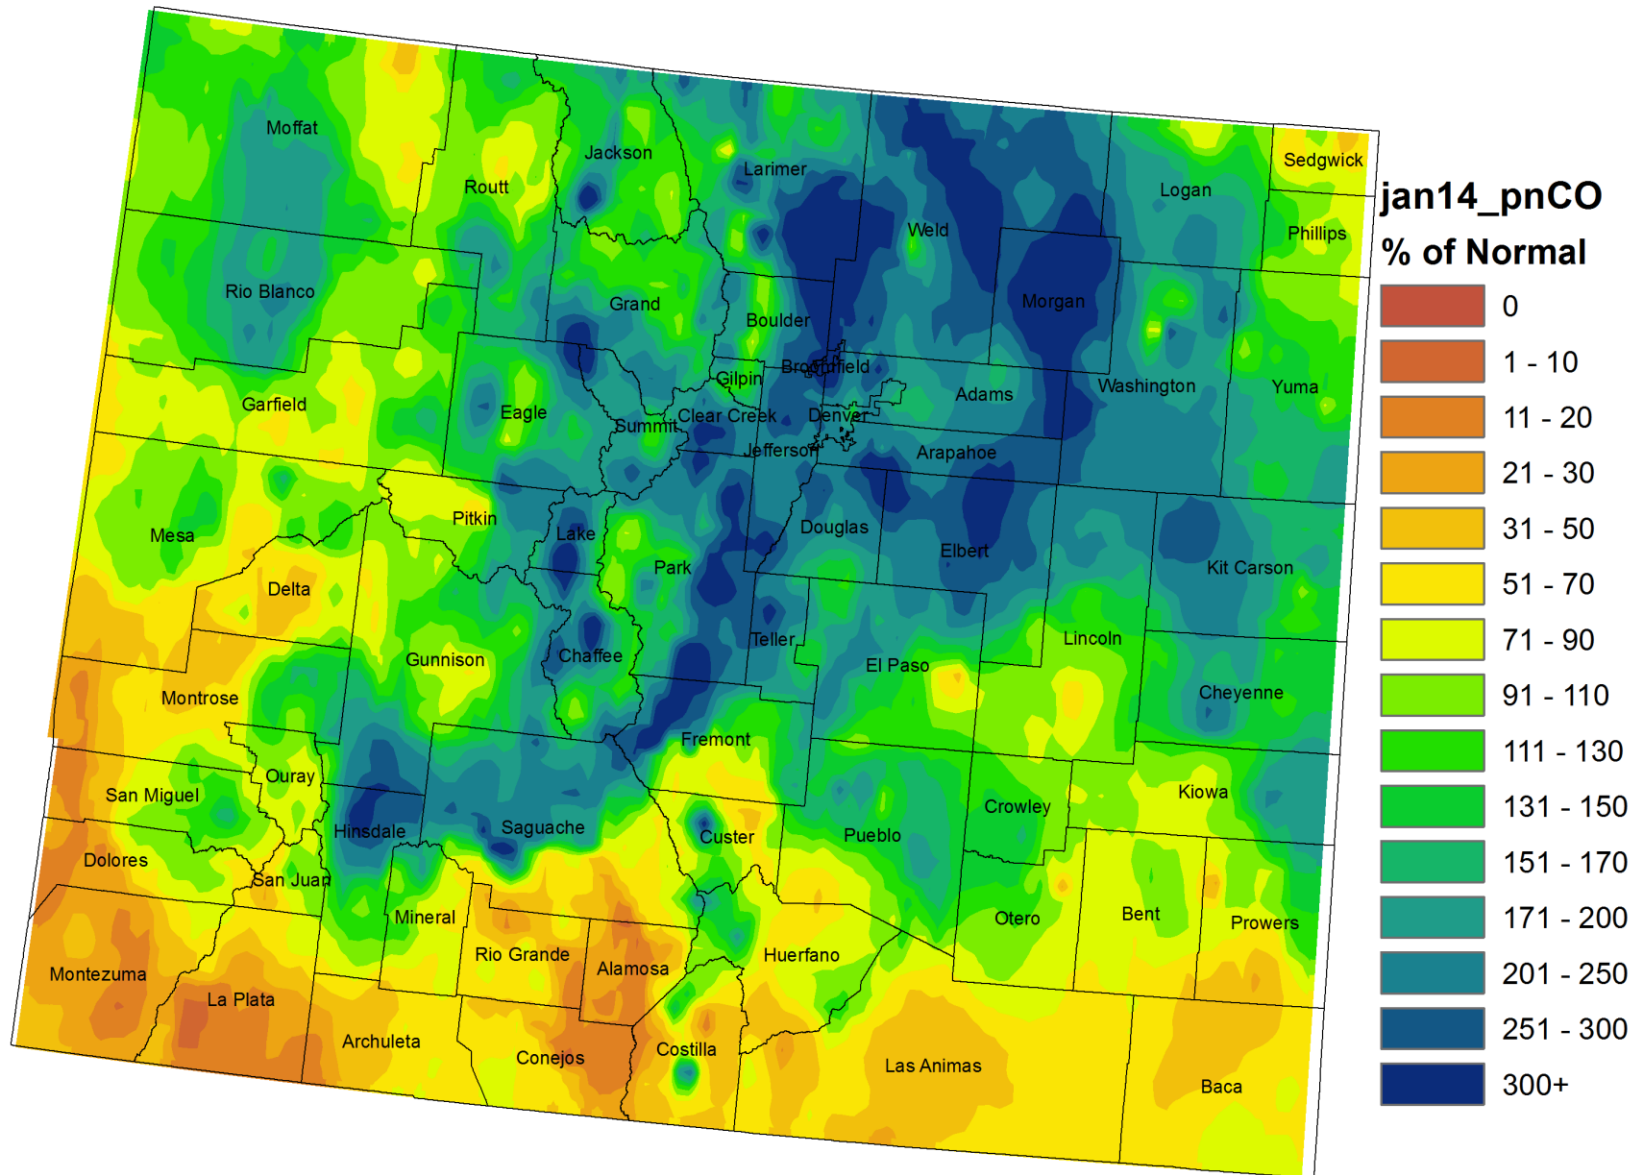 Moffat
Routt
Jackson
Larimer
Weld
Logan
Sedgwick
Phillips
Rio Blanco
Grand
Boulder
Morgan
Gilpin
Broomfield
Washington
Yuma
Garfield
Eagle
Summit
Clear Creek
Denver
Adams
Jefferson
Arapahoe
Mesa
Pitkin
Lake
Park
Douglas
Elbert
Kit Carson
Delta
Gunnison
Chaffee
Teller
El Paso
Lincoln
Cheyenne
Montrose
Fremont
San Miguel
Ouray
Hinsdale
Saguache
Custer
Pueblo
Crowley
Kiowa
Dolores
San Juan
Mineral
Otero
Bent
Prowers
Montezuma
La Plata
Archuleta
Rio Grande
Alamosa
Huerfano
Conejos
Costilla
Las Animas
Baca
jan14_pnCO
% of Normal
0
1 - 10
11 - 20
21 - 30
31 - 50
51 - 70
71 - 90
91 - 110
111 - 130
131 - 150
151 - 170
171 - 200
201 - 250
251 - 300
300+